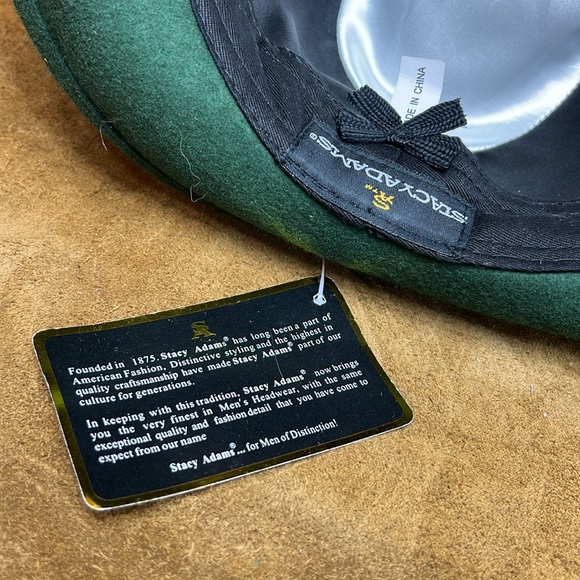 DE IN CHINA
STACY ADAMS®
SA™
SA
Founded in 1875. Stacy Adams® has long been a part of
American Fashion, Distinctive styling and the highest in
quality craftsmanship have made Stacy Adams® part of our
culture for generations.
In keeping with this tradition, Stacy Adams® now brings
you the very finest in Men's Headwear, with the same
exceptional quality and fashion detail that you have come to
expect from our name
Stacy Adams®... for Men of Distinction!